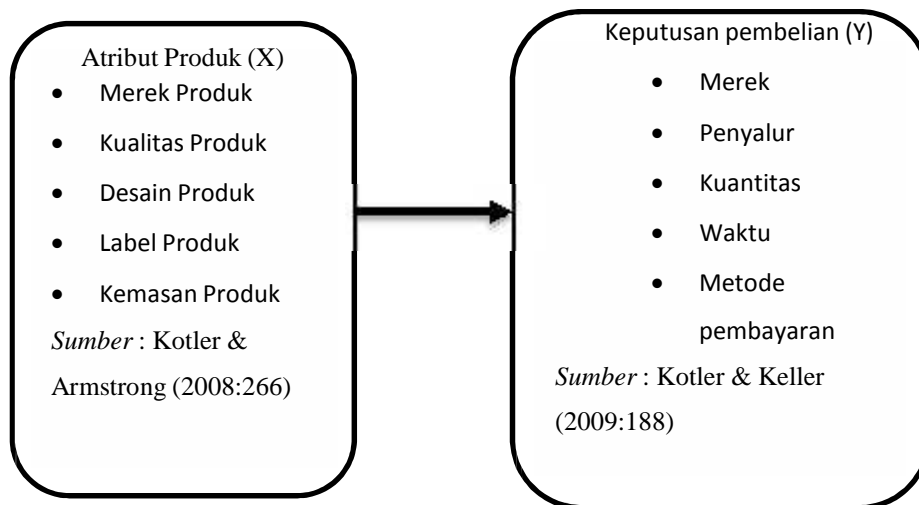 Atribut Produk (X)
• Merek Produk
• Kualitas Produk
• Desain Produk
• Label Produk
• Kemasan Produk
Sumber : Kotler &
Armstrong (2008:266)
Keputusan pembelian (Y)
• Merek
• Penyalur
• Kuantitas
• Waktu
• Metode
pembayaran
Sumber : Kotler & Keller
(2009:188)